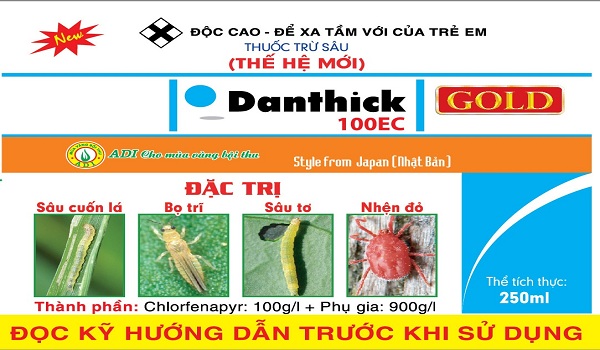 New
ĐỘC CAO - ĐỂ XA TẦM VỚI CỦA TRẺ EM
THUỐC TRỪ SÂU
(THẾ HỆ MỚI)
Danthick
100EC
GOLD
ADI Cho mùa vàng bội thu
Style from Japan (Nhật Bản)
ĐẶC TRỊ
Sâu cuốn lá
Bọ trĩ
Sâu tơ
Nhện đỏ
Thể tích thực:
250ml
Thành phần: Chlorfenapyr: 100g/l + Phụ gia: 900g/l
ĐỌC KỸ HƯỚNG DẪN TRƯỚC KHI SỬ DỤNG